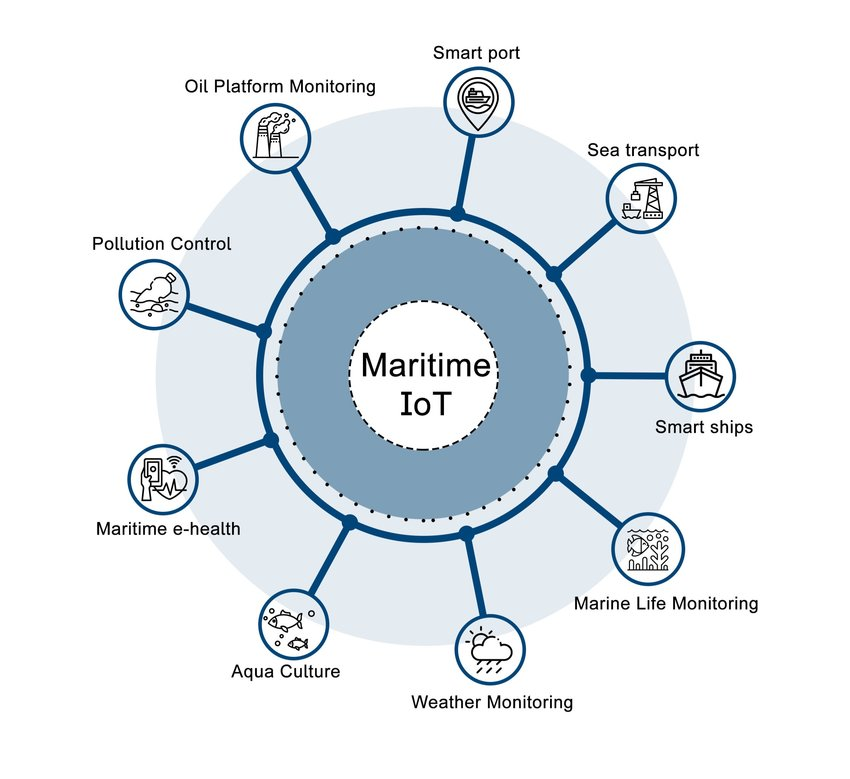 Smart port
Oil Platform Monitoring
Sea transport
Pollution Control
Maritime
IoT
Smart ships
Maritime e-health
Marine Life Monitoring
Aqua Culture
Weather Monitoring